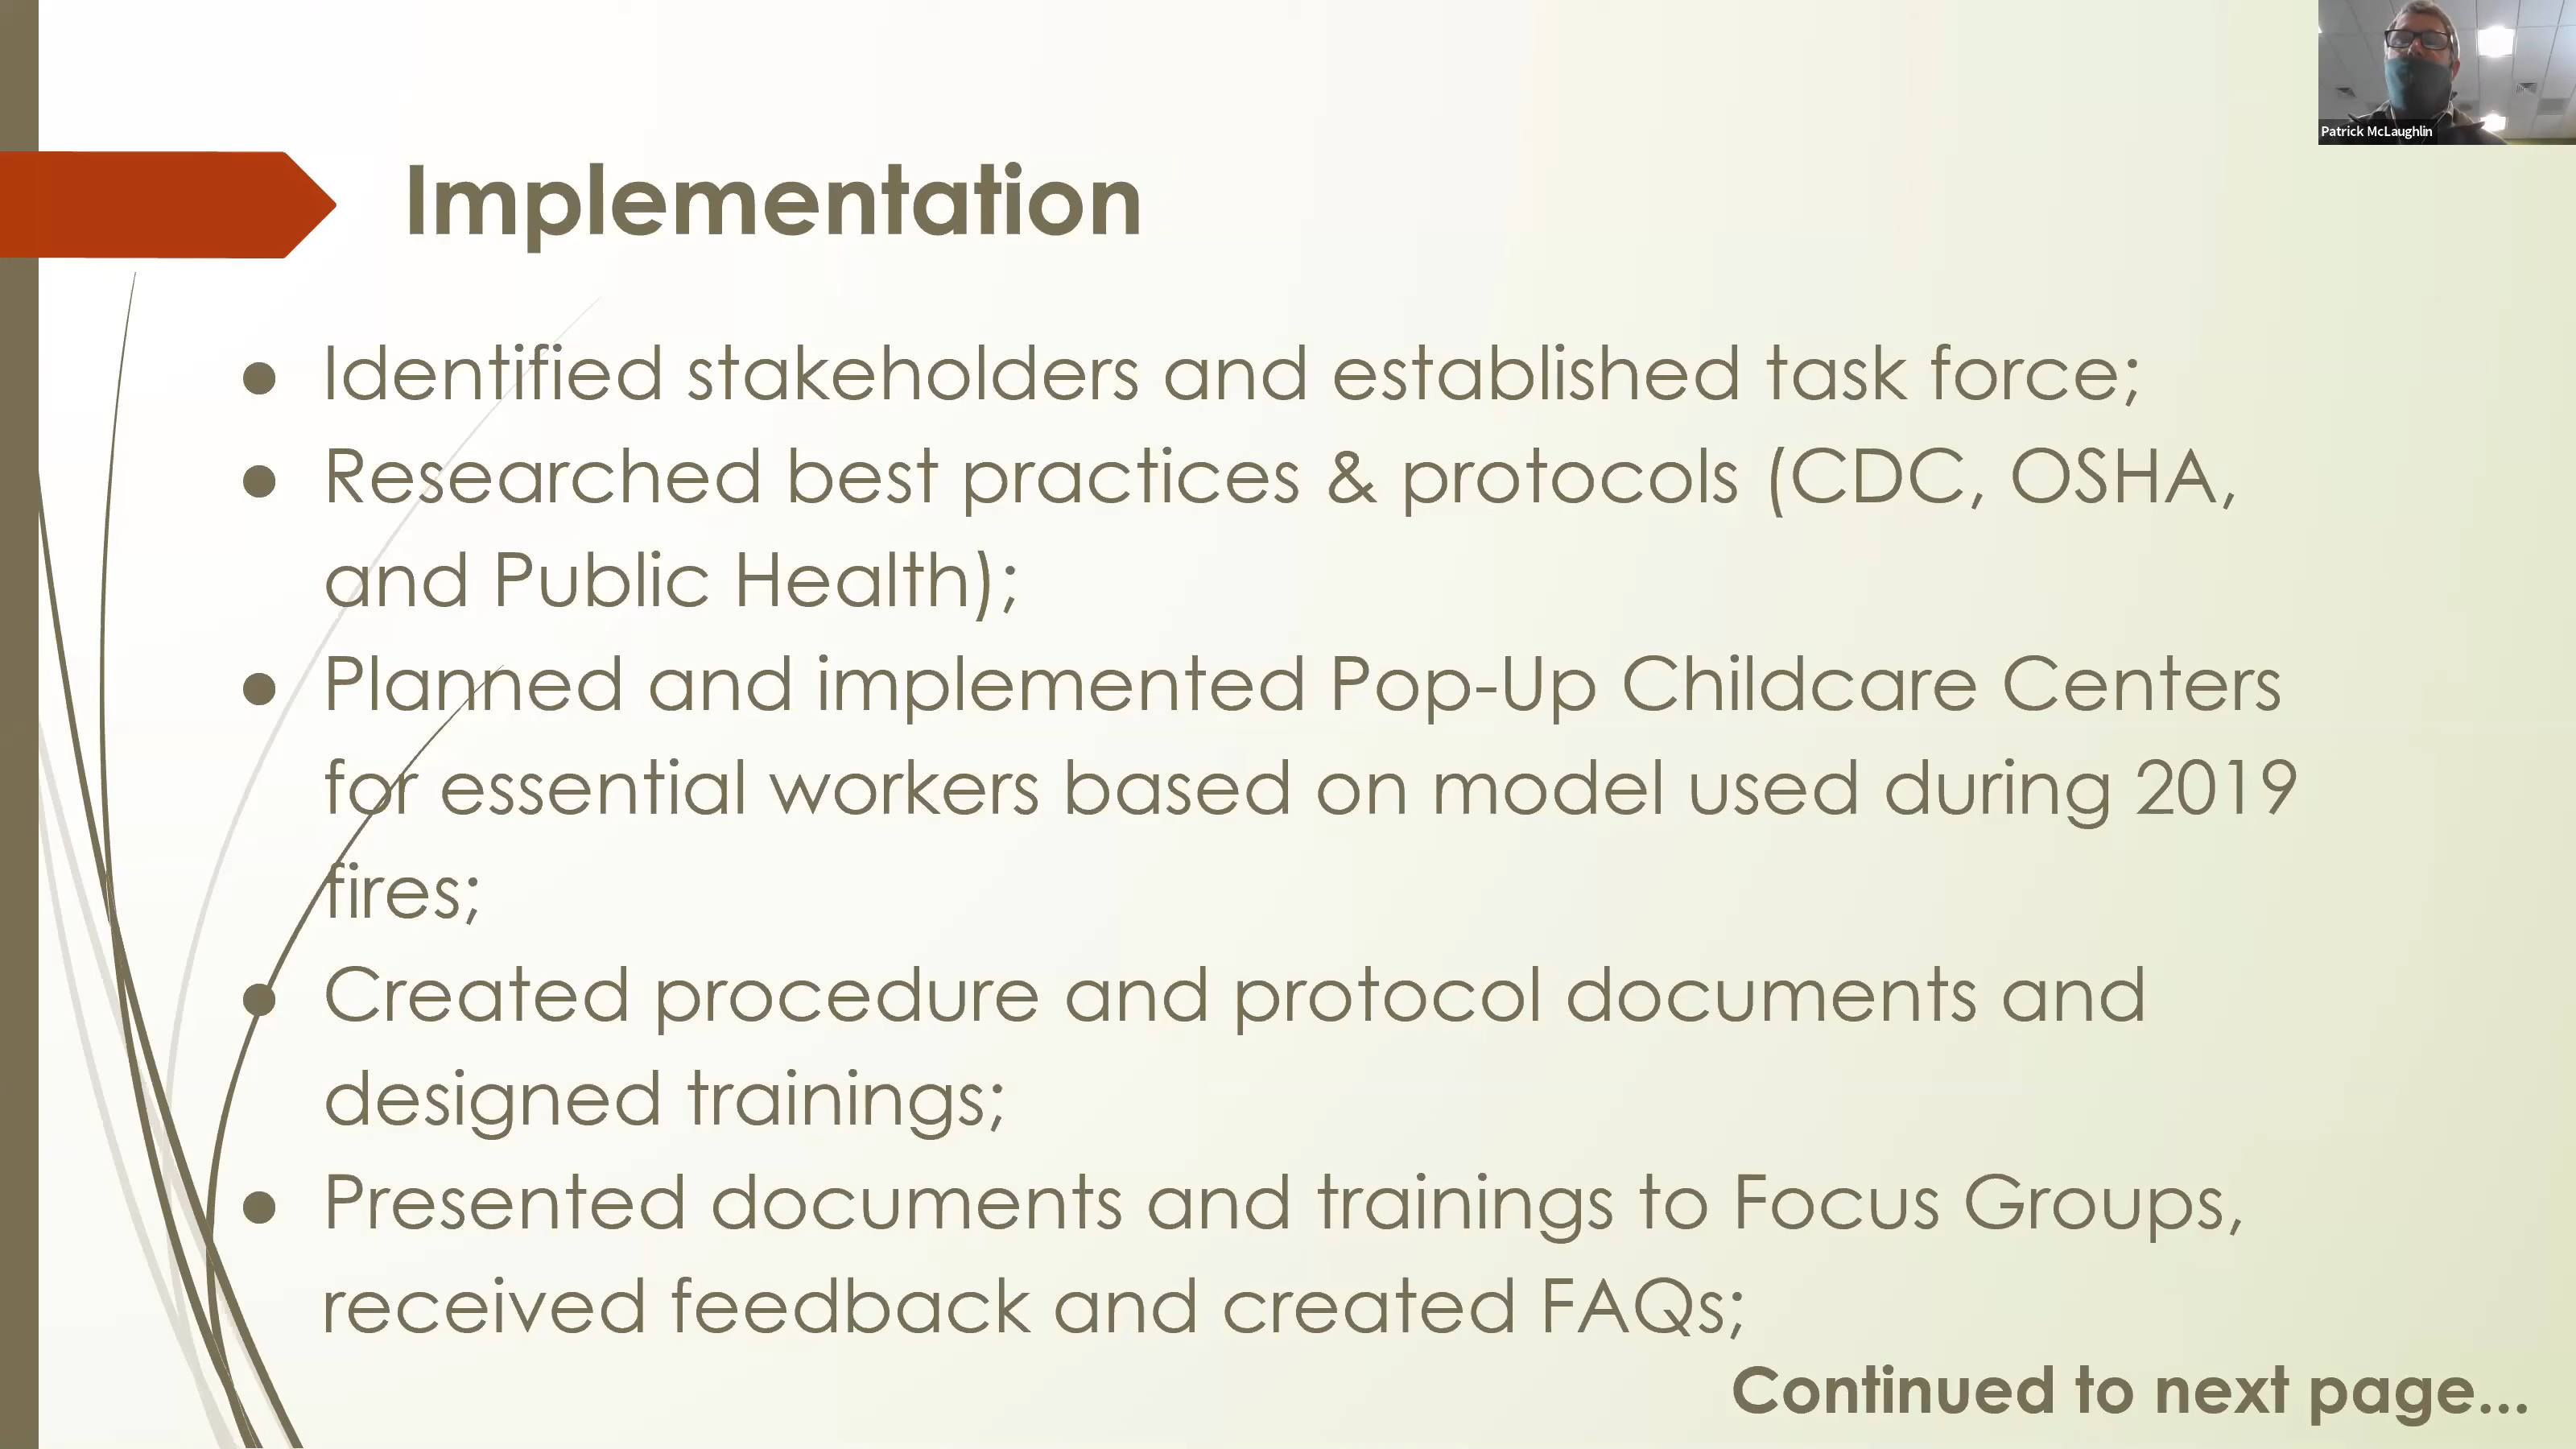 Patrick McLaughlin
Implementation
● Identified stakeholders and established task force;
● Researched best practices & protocols (CDC, OSHA,
and Public Health);
● Planned and implemented Pop-Up Childcare Centers
for essential workers based on model used during 2019
fires;
● Created procedure and protocol documents and
designed trainings;
● Presented documents and trainings to Focus Groups,
received feedback and created FAQs;
Continued to next page...